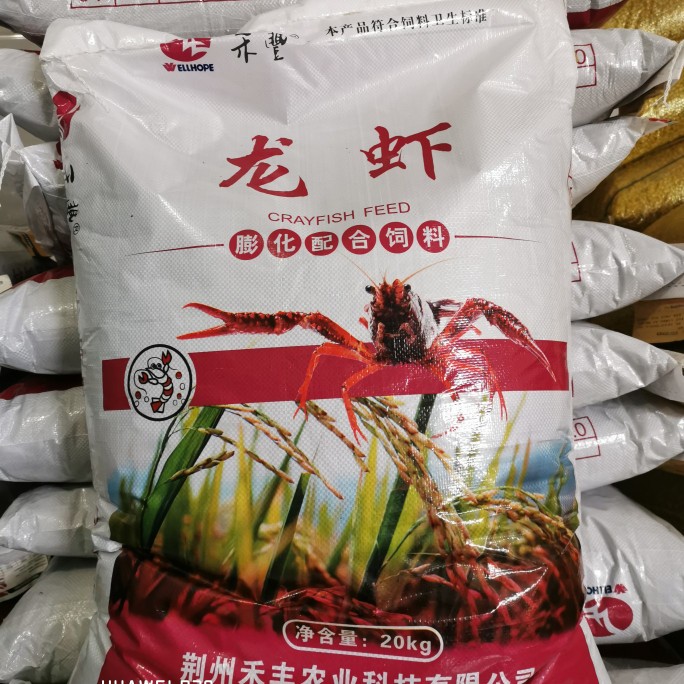 本产品符合饲料卫生标准
WELLHOPE
禾豐®
龙虾
CRAYFISH FEED
膨化配合饲料
净含量：20kg
荆州禾丰农业科技有限公司